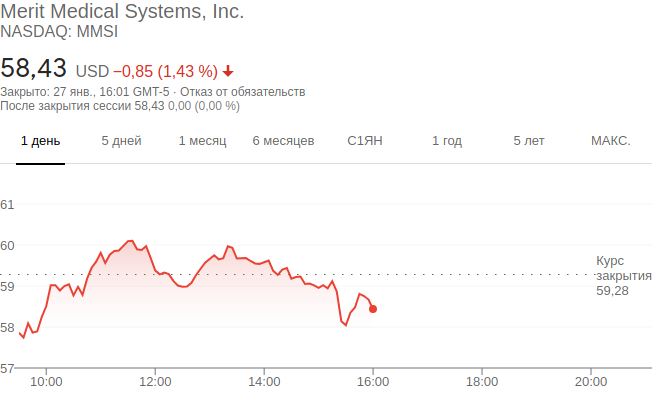 Merit Medical Systems, Inc.
NASDAQ: MMSI
58,43 USD −0,85 (1,43 %)
Закрыто: 27 янв., 16:01 GMT-5 · Отказ от обязательств
После закрытия сессии 58,43 0,00 (0,00 %)
1 день 5 дней 1 месяц 6 месяцев С1ЯН 1 год 5 лет МАКС.
61
60
Курс
закрытия
59
59,28
58
57
10:00 12:00 14:00 16:00 18:00 20:00